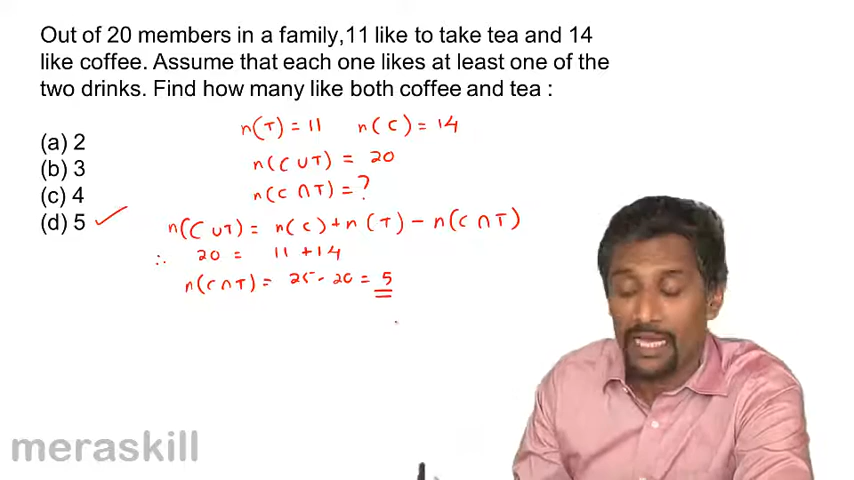 Out of 20 members in a family,11 like to take tea and 14
like coffee. Assume that each one likes at least one of the
two drinks. Find how many like both coffee and tea :
(a) 2
(b) 3
(c) 4
(d) 5 ✓
n(T) = 11 n(C) = 14
n(C ∪ T) = 20
n(C ∩ T) = ?
n(C ∪ T) = n(C) + n(T) - n(C ∩ T)
∴ 20 = 11 + 14
n(C ∩ T) = 25 - 20 = 5
meraskill